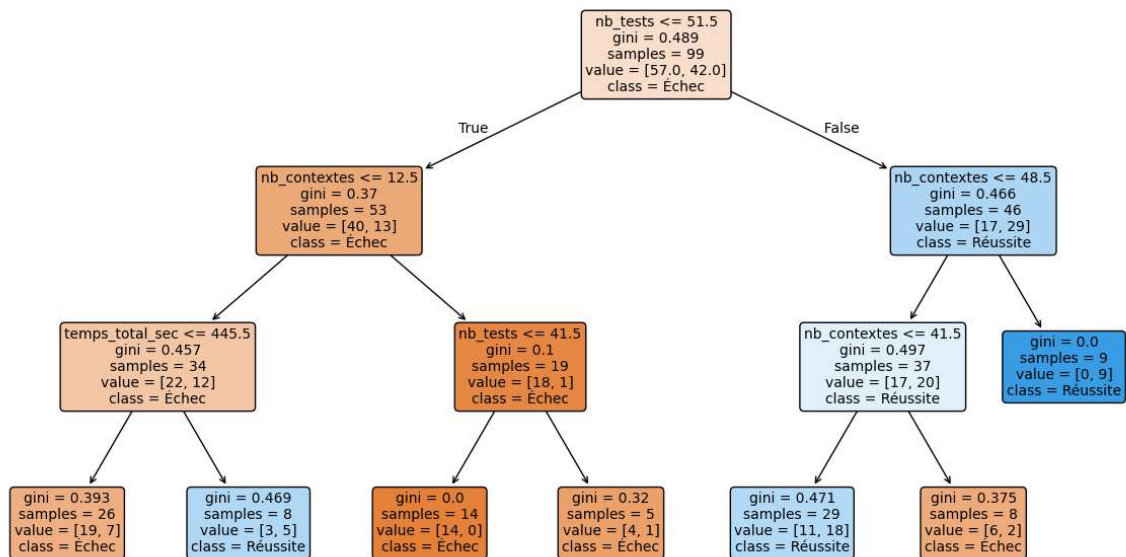 nb_tests <= 51.5
gini = 0.489
samples = 99
value = [57.0, 42.0]
class = Échec
True
False
nb_contextes <= 12.5
gini = 0.37
samples = 53
value = [40, 13]
class = Échec
nb_contextes <= 48.5
gini = 0.466
samples = 46
value = [17, 29]
class = Réussite
temps_total_sec <= 445.5
gini = 0.457
samples = 34
value = [22, 12]
class = Échec
nb_tests <= 41.5
gini = 0.1
samples = 19
value = [18, 1]
class = Échec
nb_contextes <= 41.5
gini = 0.497
samples = 37
value = [17, 20]
class = Réussite
gini = 0.0
samples = 9
value = [0, 9]
class = Réussite
gini = 0.393
samples = 26
value = [19, 7]
class = Échec
gini = 0.469
samples = 8
value = [3, 5]
class = Réussite
gini = 0.0
samples = 14
value = [14, 0]
class = Échec
gini = 0.32
samples = 5
value = [4, 1]
class = Échec
gini = 0.471
samples = 29
value = [11, 18]
class = Réussite
gini = 0.375
samples = 8
value = [6, 2]
class = Échec